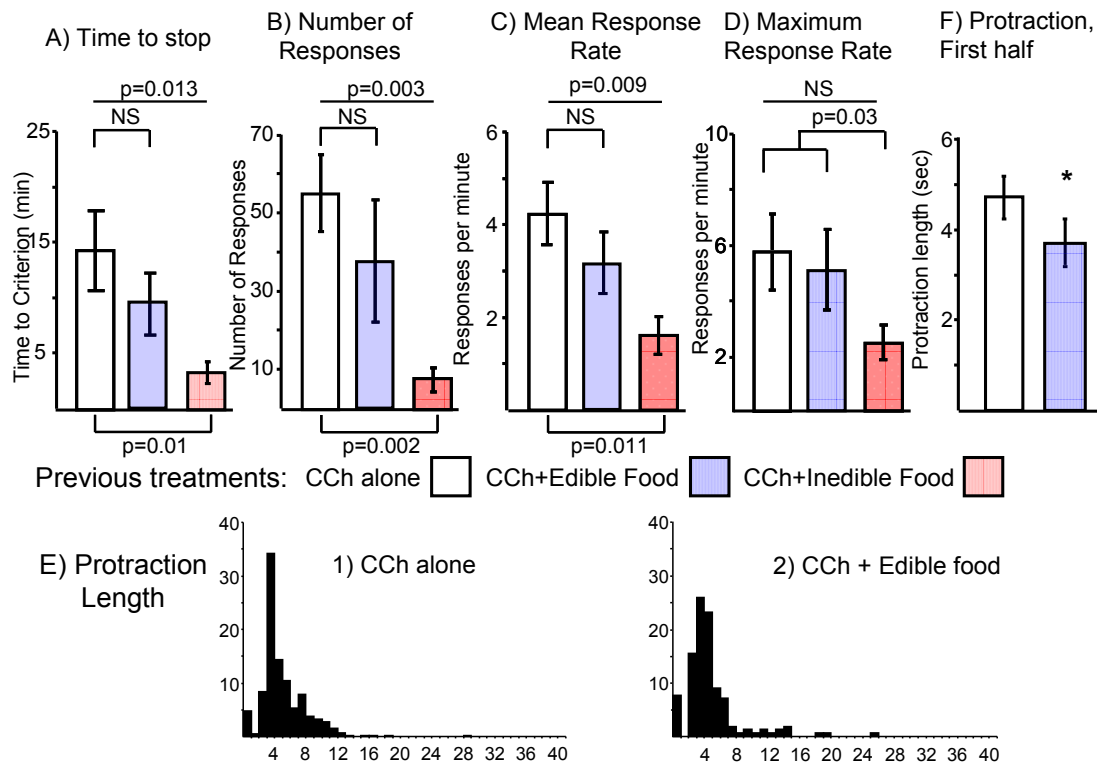 A) Time to stop
p=0.013
NS
25
15
5
Time to Criterion (min)
p=0.01
B) Number of
Responses
p=0.003
NS
70
50
30
10
Number of Responses
p=0.002
C) Mean Response
Rate
p=0.009
NS
6
4
2
Responses per minute
p=0.011
D) Maximum
Response Rate
NS
p=0.03
10
6
2
Responses per minute
F) Protraction,
First half
*
6
4
2
Protraction length (sec)
Previous treatments: CCh alone CCh+Edible Food CCh+Inedible Food
E) Protraction
Length
1) CCh alone
40
30
20
10
4 8 12 16 20 24 28 32 36 40
2) CCh + Edible food
40
30
20
10
4 8 12 16 20 24 28 32 36 40